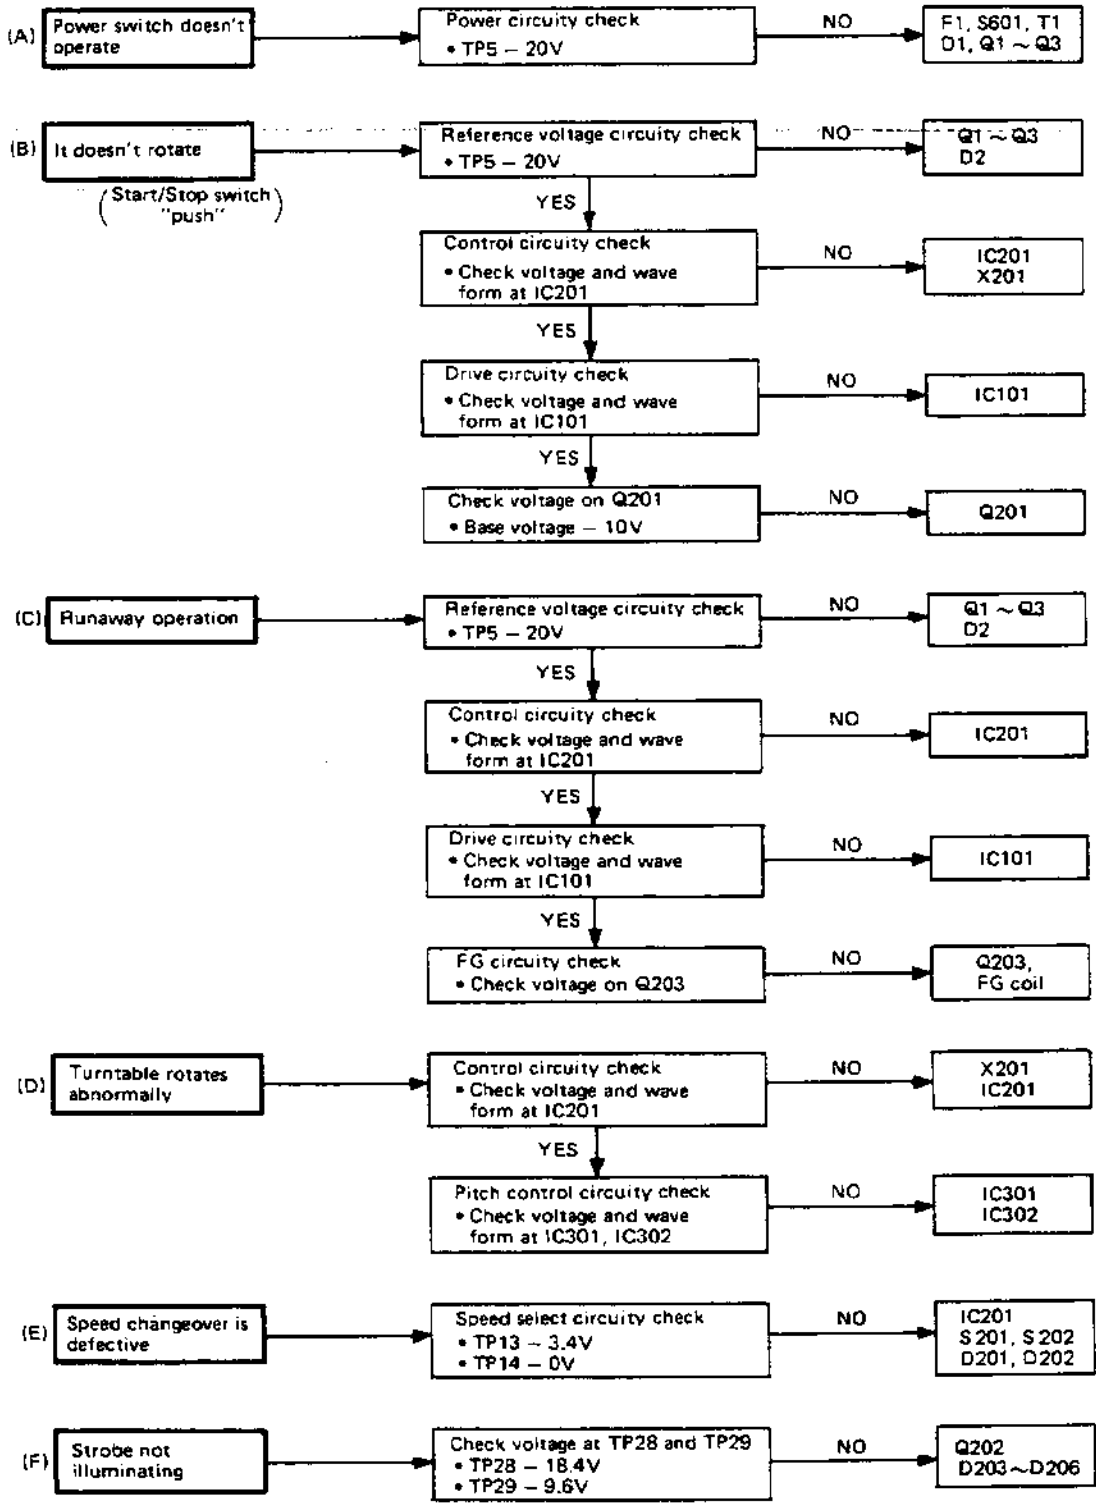 (A) Power switch doesn't
operate
Power circuity check
• TP5 – 20V
NO
F1, S601, T1
D1, Q1 ~ Q3
(B) It doesn't rotate
(Start/Stop switch
"push")
Reference voltage circuity check
• TP5 – 20V
NO
Q1 ~ Q3
D2
YES
Control circuity check
• Check voltage and wave
form at IC201
NO
IC201
X201
YES
Drive circuity check
• Check voltage and wave
form at IC101
NO
IC101
YES
Check voltage on Q201
• Base voltage – 10V
NO
Q201
(C) Runaway operation
Reference voltage circuity check
• TP5 – 20V
NO
Q1 ~ Q3
D2
YES
Control circuity check
• Check voltage and wave
form at IC201
NO
IC201
YES
Drive circuity check
• Check voltage and wave
form at IC101
NO
IC101
YES
FG circuity check
• Check voltage on Q203
NO
Q203,
FG coil
(D) Turntable rotates
abnormally
Control circuity check
• Check voltage and wave
form at IC201
NO
X201
IC201
YES
Pitch control circuity check
• Check voltage and wave
form at IC301, IC302
NO
IC301
IC302
(E) Speed changeover is
defective
Speed select circuity check
• TP13 – 3.4V
• TP14 – 0V
NO
IC201
S201, S202
D201, D202
(F) Strobe not
illuminating
Check voltage at TP28 and TP29
• TP28 – 18.4V
• TP29 – 9.6V
NO
Q202
D203~D206